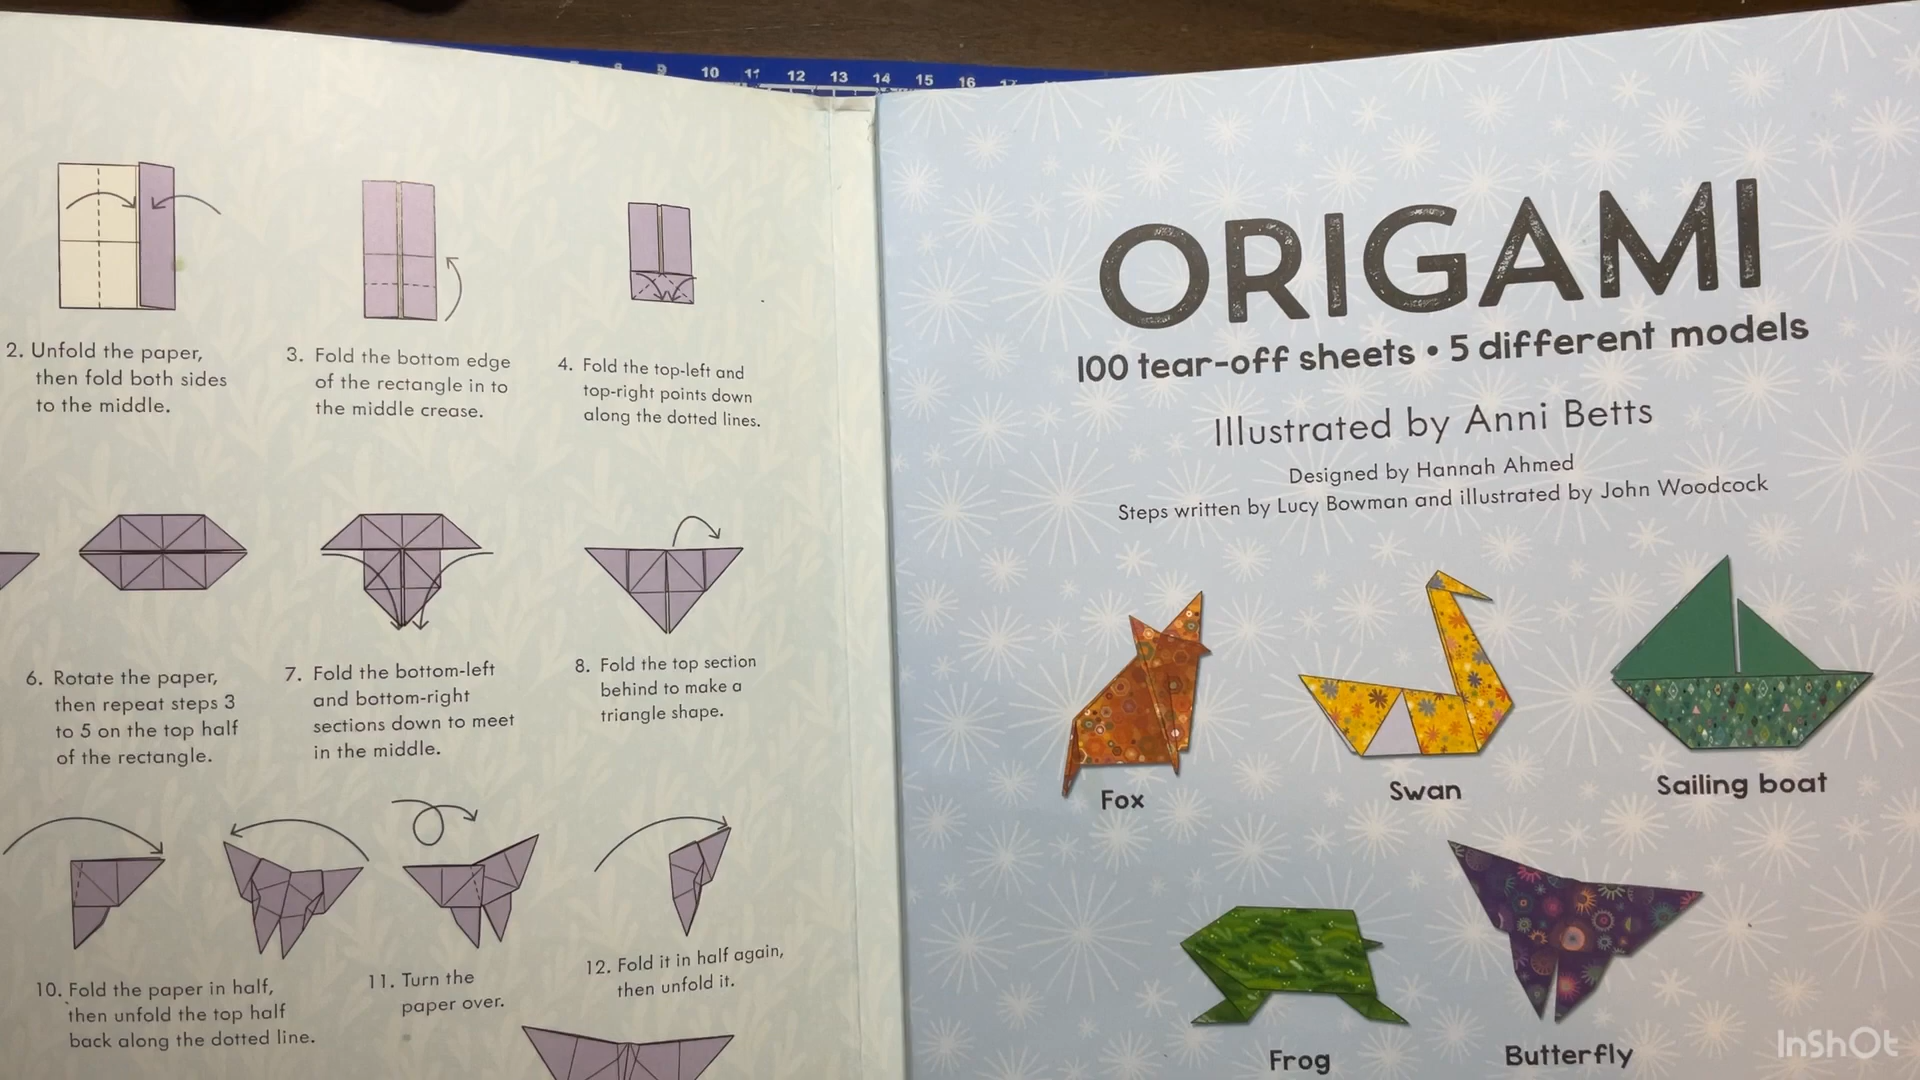 10 11 12 13 14 15 16
2. Unfold the paper,
then fold both sides
to the middle.
3. Fold the bottom edge
of the rectangle in to
the middle crease.
4. Fold the top-left and
top-right points down
along the dotted lines.
6. Rotate the paper,
then repeat steps 3
to 5 on the top half
of the rectangle.
7. Fold the bottom-left
and bottom-right
sections down to meet
in the middle.
8. Fold the top section
behind to make a
triangle shape.
10. Fold the paper in half,
then unfold the top half
back along the dotted line.
11. Turn the
paper over.
12. Fold it in half again,
then unfold it.
ORIGAMI
100 tear-off sheets • 5 different models
Illustrated by Anni Betts
Designed by Hannah Ahmed
Steps written by Lucy Bowman and illustrated by John Woodcock
Fox
Swan
Sailing boat
Frog
Butterfly
InShOt